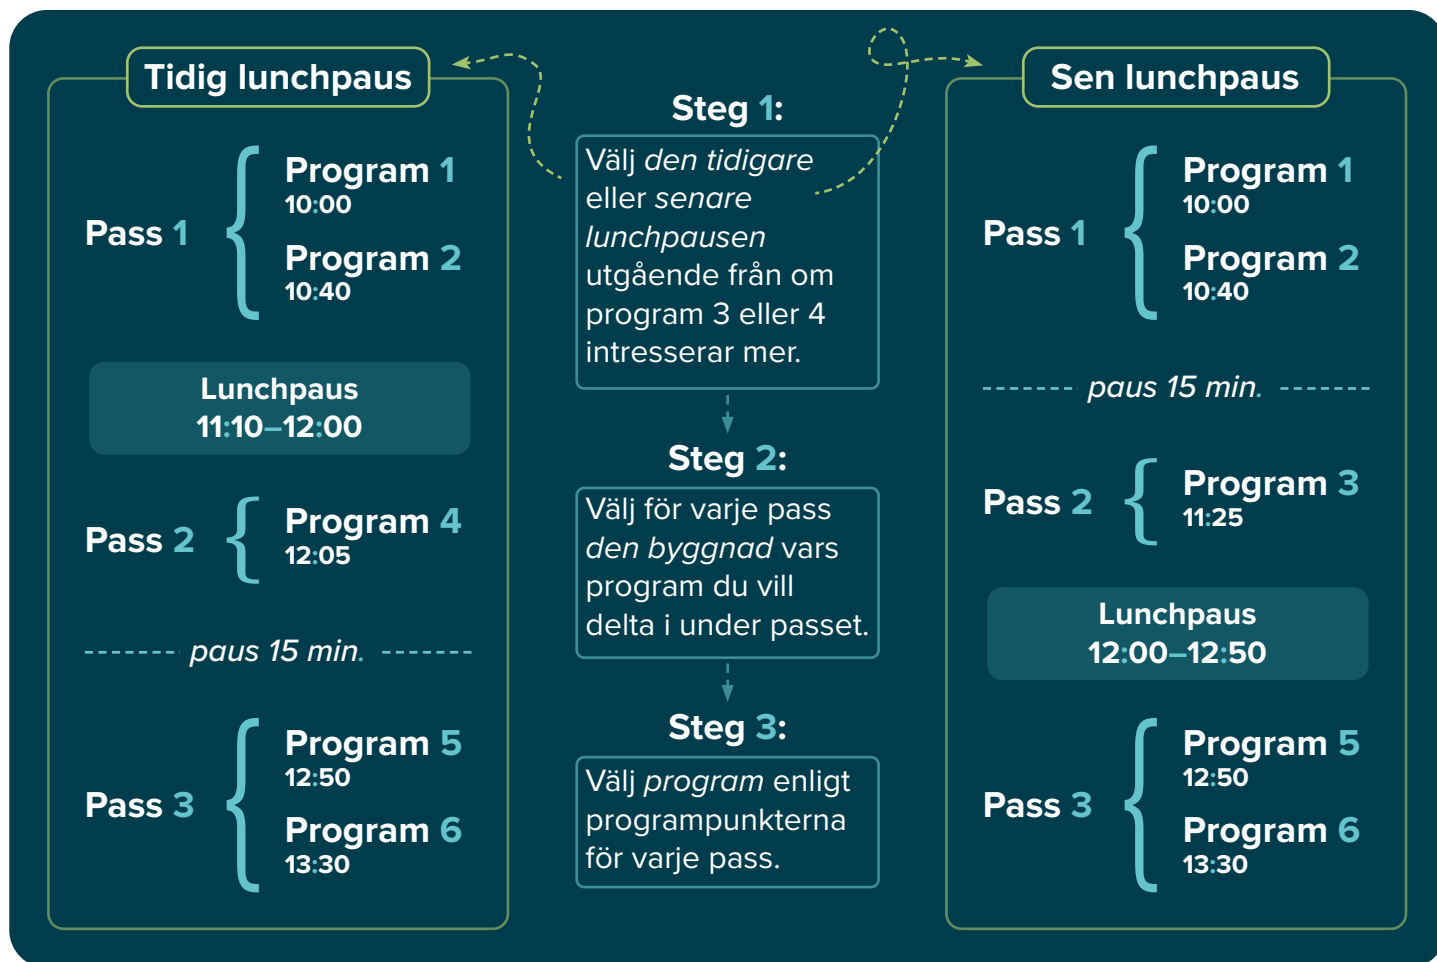 Tidig lunchpaus
Pass 1
Program 1
10:00
Program 2
10:40
Lunchpaus
11:10–12:00
Pass 2
Program 4
12:05
paus 15 min.
Pass 3
Program 5
12:50
Program 6
13:30
Steg 1:
Välj den tidigare
eller senare
lunchpausen
utgående från om
program 3 eller 4
intresserar mer.
Steg 2:
Välj för varje pass
den byggnad vars
program du vill
delta i under passet.
Steg 3:
Välj program enligt
programpunkterna
för varje pass.
Sen lunchpaus
Pass 1
Program 1
10:00
Program 2
10:40
paus 15 min.
Pass 2
Program 3
11:25
Lunchpaus
12:00–12:50
Pass 3
Program 5
12:50
Program 6
13:30